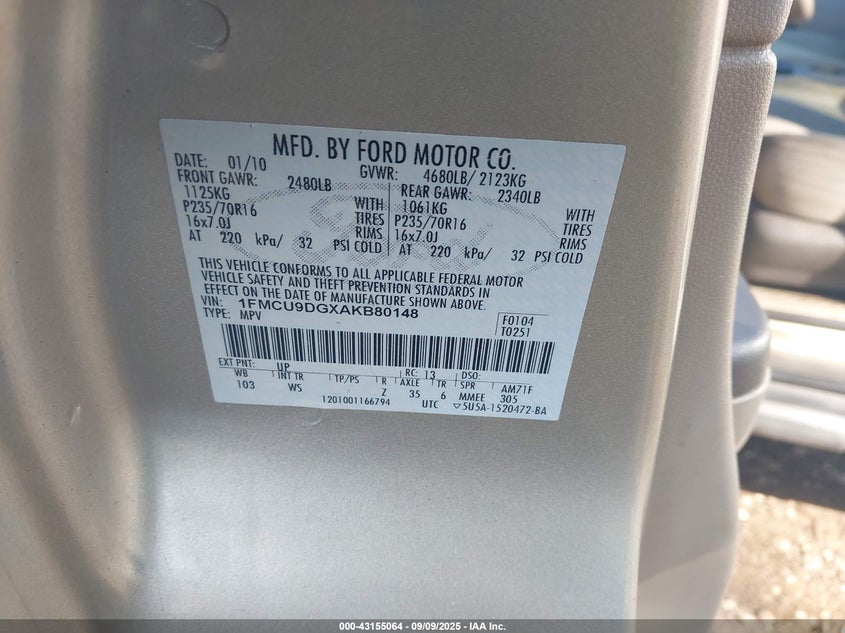 MFD. BY FORD MOTOR CO.
DATE: 01/10 GVWR: 4680LB/ 2123KG
FRONT GAWR: 2480LB REAR GAWR: 2340LB
1125KG WITH 1061KG WITH
P235/70R16 TIRES P235/70R16 TIRES
16x7.0J RIMS 16x7.0J RIMS
AT 220 kPa/ 32 PSI COLD AT 220 kPa/ 32 PSI COLD
THIS VEHICLE CONFORMS TO ALL APPLICABLE FEDERAL MOTOR
VEHICLE SAFETY AND THEFT PREVENTION STANDARDS IN
EFFECT ON THE DATE OF MANUFACTURE SHOWN ABOVE.
VIN: 1FMCU9DGXAKB80148 F0104
TYPE: MPV T0251
EXT PNT: UP RC: 13 DSO:
WB INT TR TP/PS R AXLE TR SPR AM71F
103 WS Z 35 6 MMEE 305
1201001166794 UTC ▽5U5A-1520472-BA
000-43155064 | 09/09/2025 | IAA Inc.